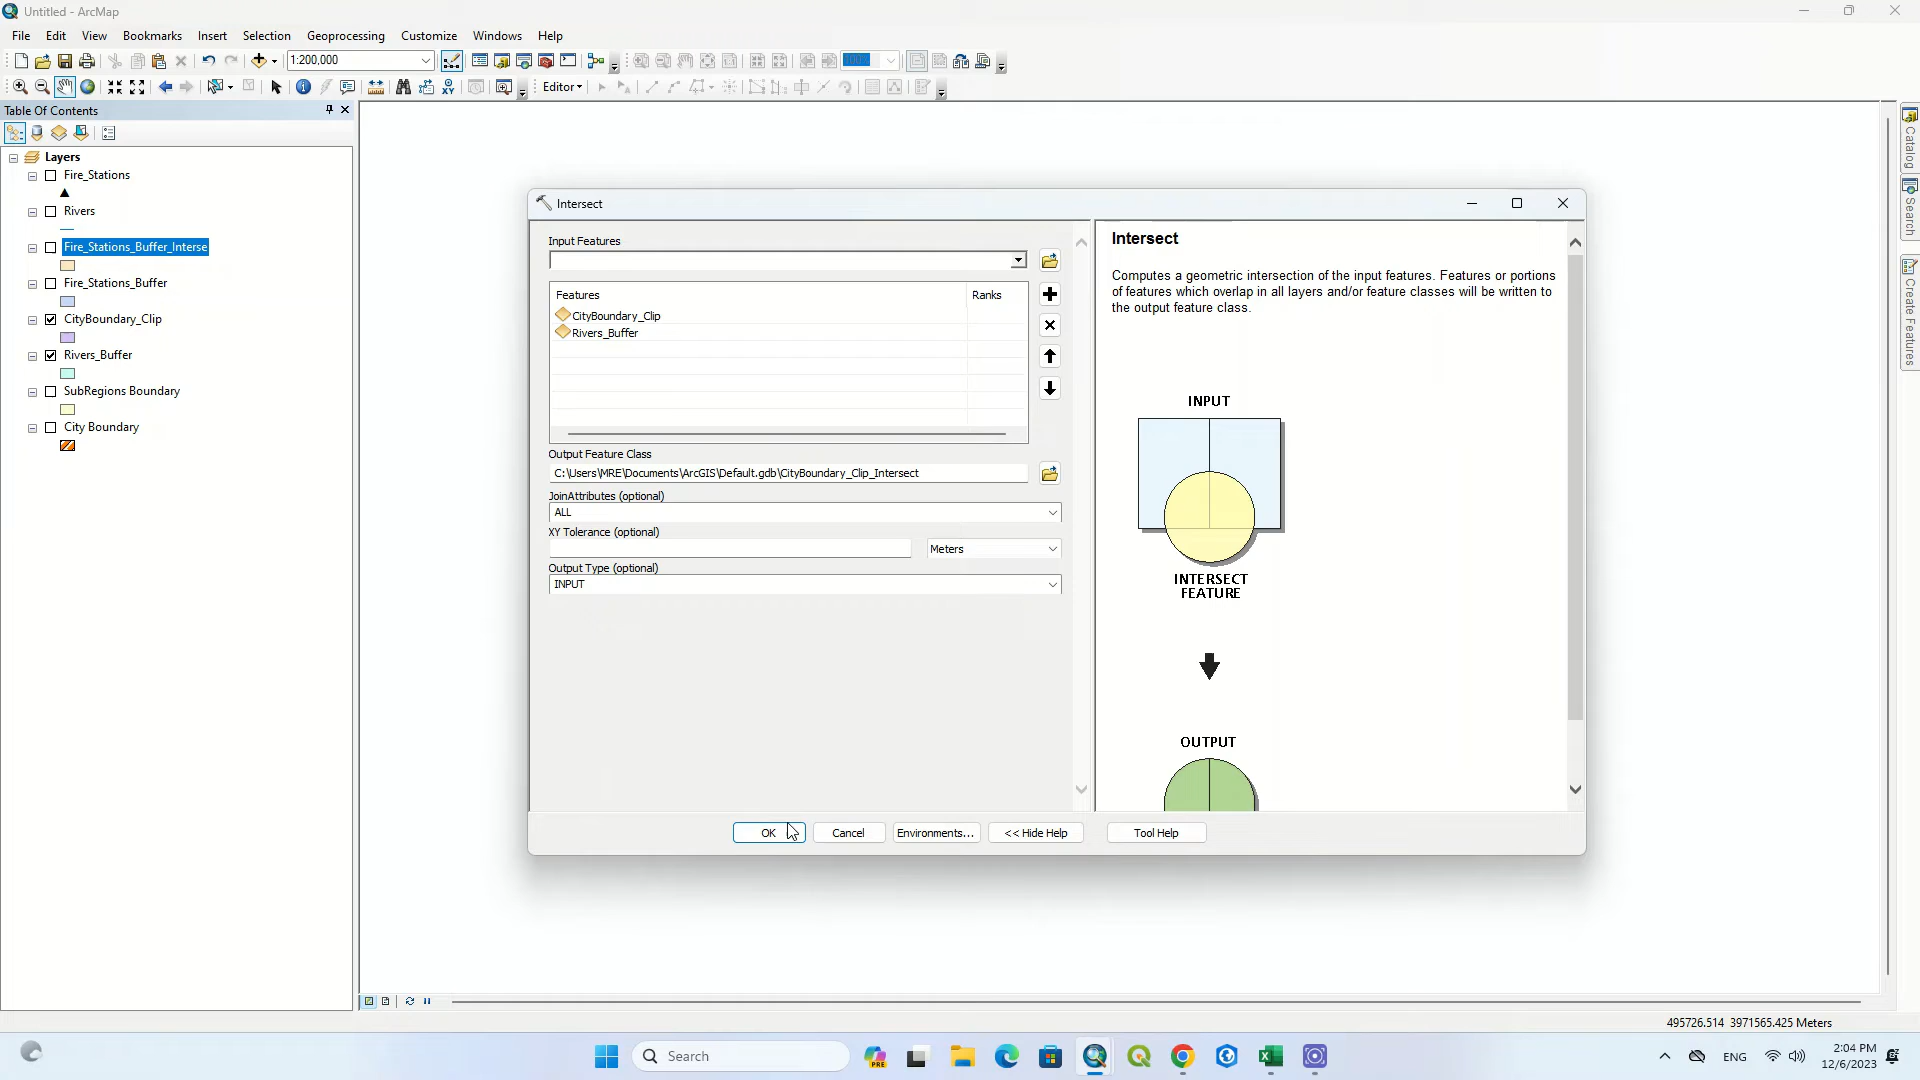 Untitled - ArcMap
File Edit View Bookmarks Insert Selection Geoprocessing Customize Windows Help
1:200,000
Editor
Table Of Contents
Layers
Fire_Stations
Rivers
Fire_Stations_Buffer_Interse
Fire_Stations_Buffer
CityBoundary_Clip
Rivers_Buffer
SubRegions Boundary
City Boundary
Intersect
Input Features
Features Ranks
CityBoundary_Clip
Rivers_Buffer
Output Feature Class
C:\Users\MRE\Documents\ArcGIS\Default.gdb\CityBoundary_Clip_Intersect
JoinAttributes (optional)
ALL
XY Tolerance (optional)
Meters
Output Type (optional)
INPUT
OK Cancel Environments... << Hide Help Tool Help
Intersect
Computes a geometric intersection of the input features. Features or portions
of features which overlap in all layers and/or feature classes will be written to
the output feature class.
INPUT
INTERSECT
FEATURE
OUTPUT
Catalog
Search
Create Features
495726.514 3971565.425 Meters
Search
PRE
ENG
2:04 PM
12/6/2023